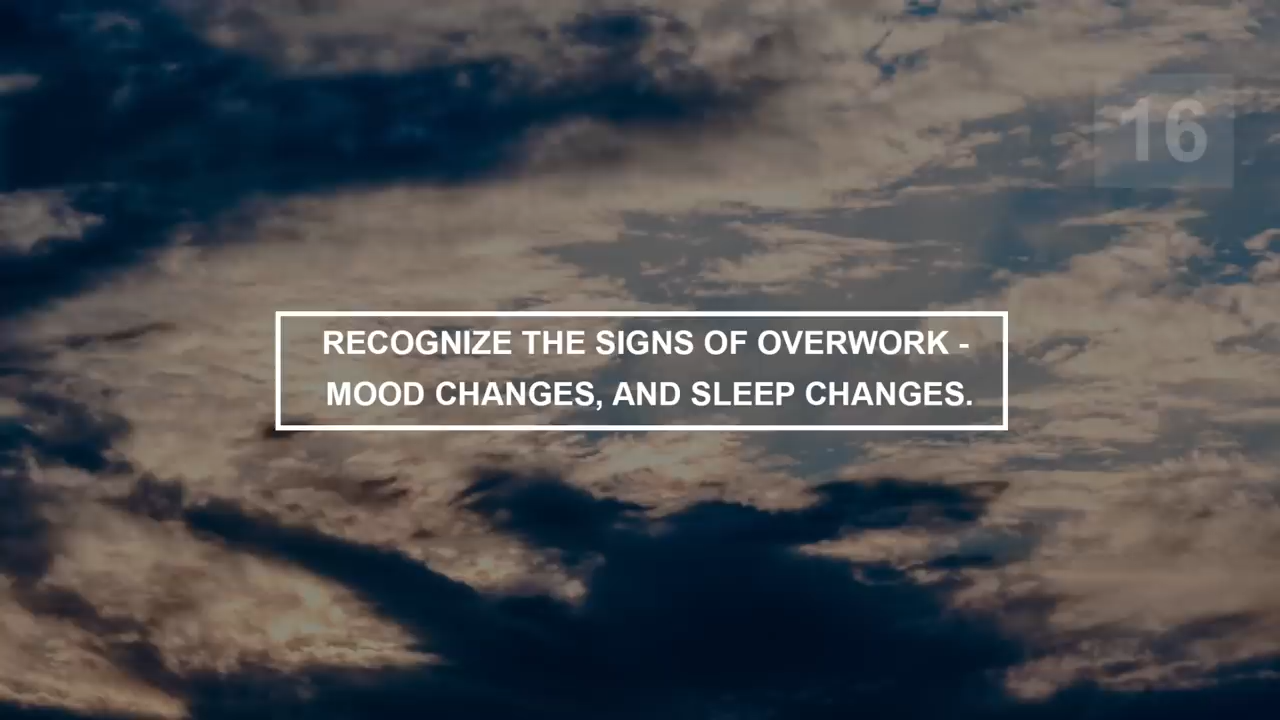 16
RECOGNIZE THE SIGNS OF OVERWORK -
MOOD CHANGES, AND SLEEP CHANGES.